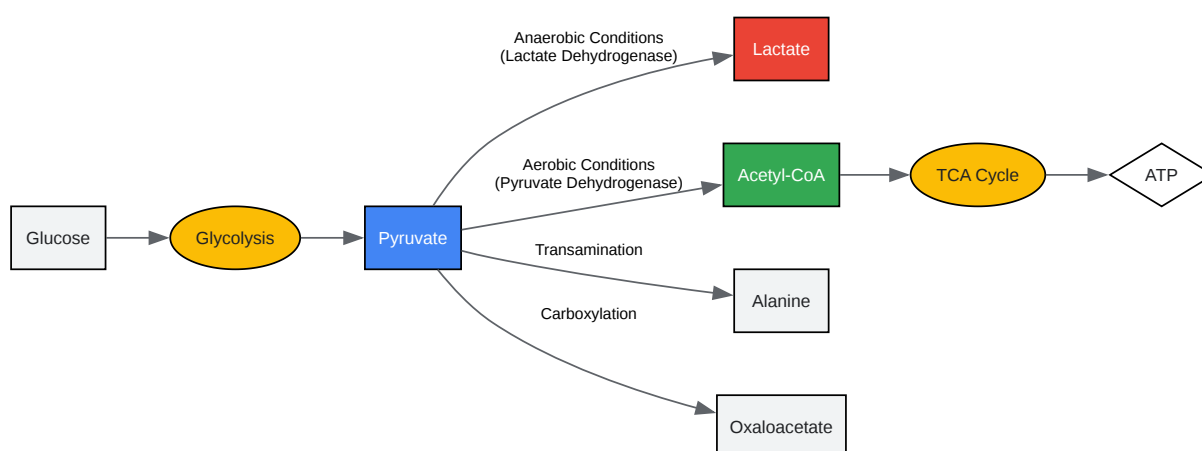 Anaerobic Conditions
(Lactate Dehydrogenase)
Lactate
Aerobic Conditions
(Pyruvate Dehydrogenase)
Acetyl-CoA
TCA Cycle
ATP
Glucose
Glycolysis
Pyruvate
Transamination
Alanine
Carboxylation
Oxaloacetate